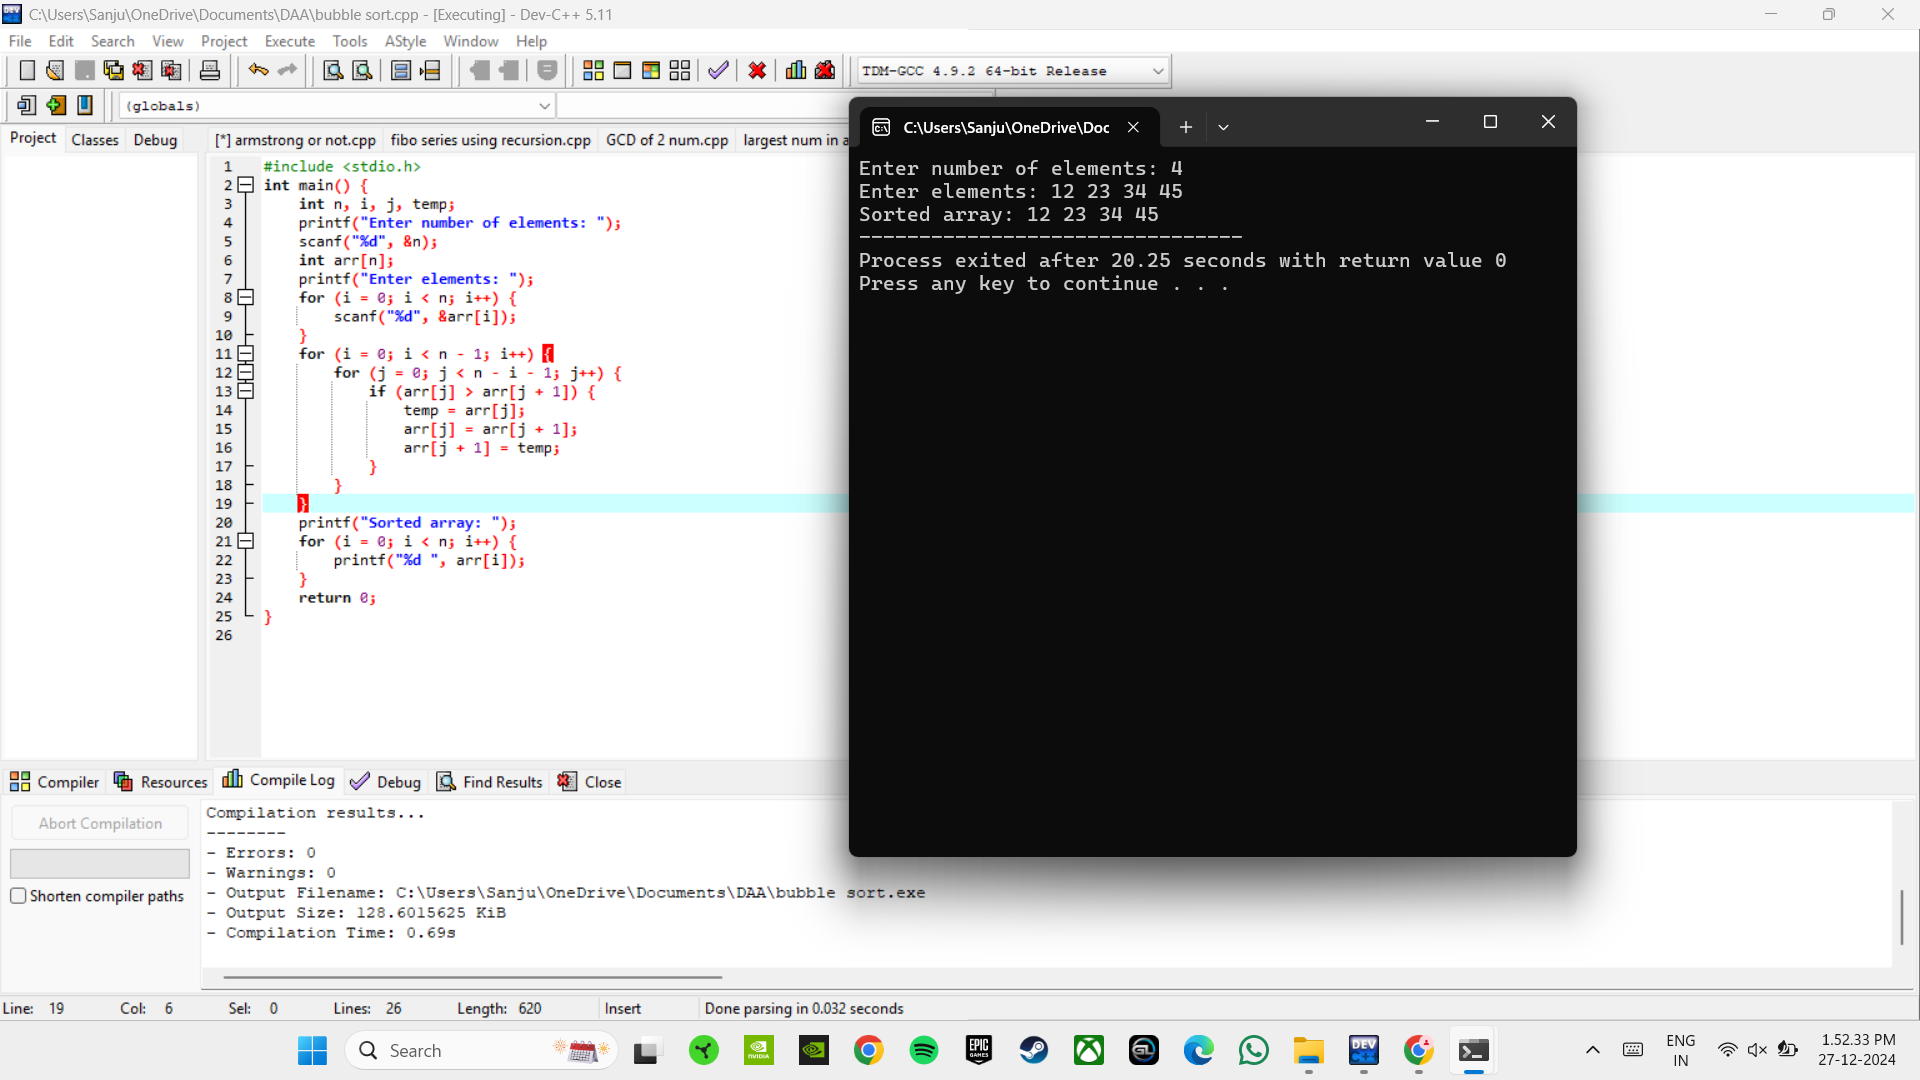 C:\Users\Sanju\OneDrive\Documents\DAA\bubble sort.cpp - [Executing] - Dev-C++ 5.11
File Edit Search View Project Execute Tools AStyle Window Help
TDM-GCC 4.9.2 64-bit Release
(globals)
Project Classes Debug
[*] armstrong or not.cpp fibo series using recursion.cpp GCD of 2 num.cpp largest num in a
1 #include <stdio.h>
2 int main() {
3 int n, i, j, temp;
4 printf("Enter number of elements: ");
5 scanf("%d", &n);
6 int arr[n];
7 printf("Enter elements: ");
8 for (i = 0; i < n; i++) {
9 scanf("%d", &arr[i]);
10 }
11 for (i = 0; i < n - 1; i++) {
12 for (j = 0; j < n - i - 1; j++) {
13 if (arr[j] > arr[j + 1]) {
14 temp = arr[j];
15 arr[j] = arr[j + 1];
16 arr[j + 1] = temp;
17 }
18 }
19 }
20 printf("Sorted array: ");
21 for (i = 0; i < n; i++) {
22 printf("%d ", arr[i]);
23 }
24 return 0;
25 }
26
C:\Users\Sanju\OneDrive\Doc
Enter number of elements: 4
Enter elements: 12 23 34 45
Sorted array: 12 23 34 45
--------------------------------
Process exited after 20.25 seconds with return value 0
Press any key to continue . . .
Compiler Resources Compile Log Debug Find Results Close
Abort Compilation
Shorten compiler paths
Compilation results...
--------
- Errors: 0
- Warnings: 0
- Output Filename: C:\Users\Sanju\OneDrive\Documents\DAA\bubble sort.exe
- Output Size: 128.6015625 KiB
- Compilation Time: 0.69s
Line: 19 Col: 6 Sel: 0 Lines: 26 Length: 620 Insert Done parsing in 0.032 seconds
Search
ENG
IN
1.52.33 PM
27-12-2024